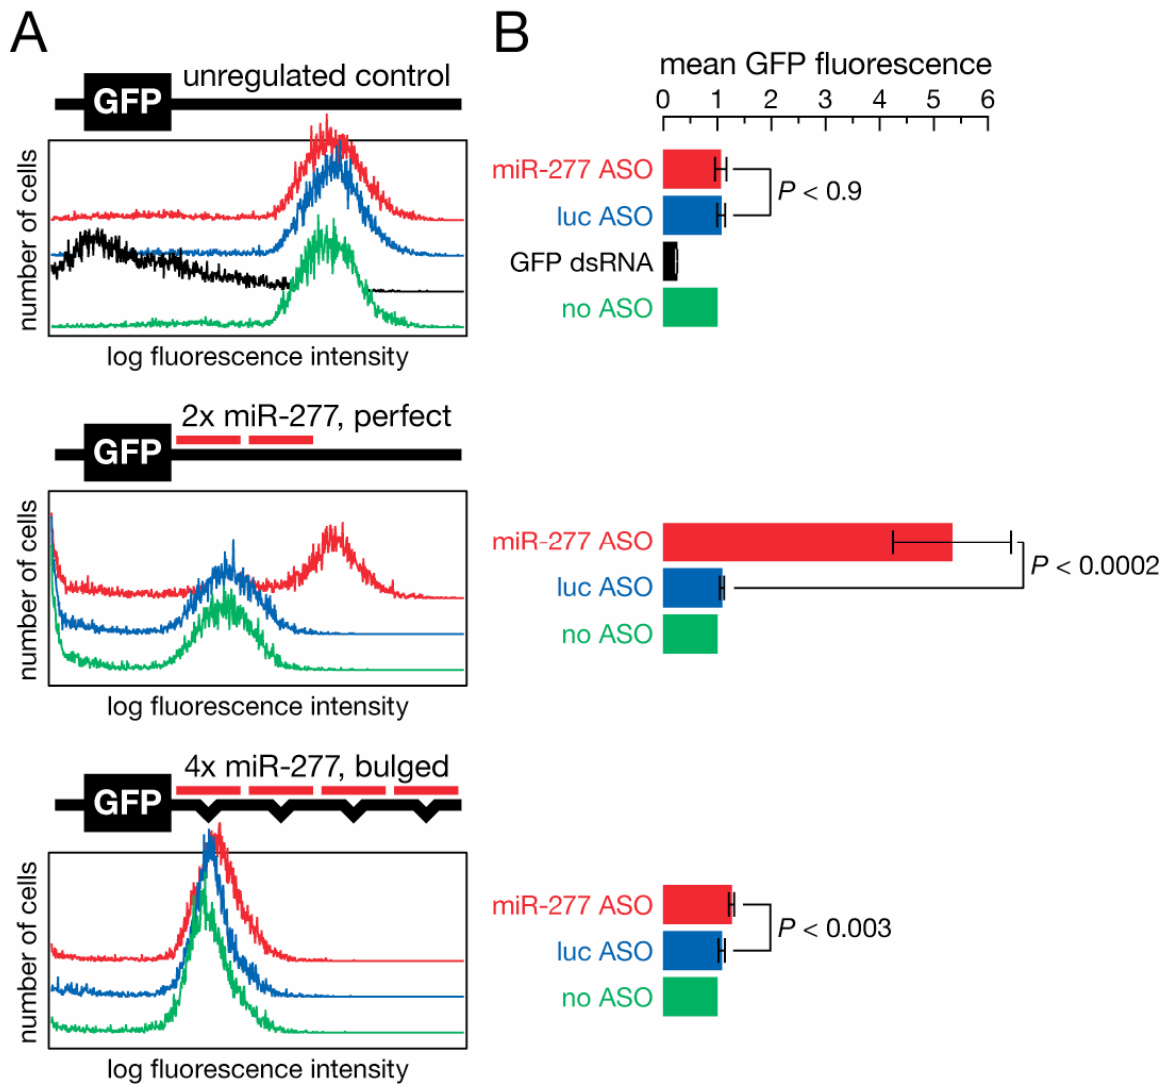 A
unregulated control
GFP
number of cells
log fluorescence intensity
2x miR-277, perfect
GFP
number of cells
log fluorescence intensity
4x miR-277, bulged
GFP
number of cells
log fluorescence intensity
B
mean GFP fluorescence
0 1 2 3 4 5 6
miR-277 ASO
luc ASO
P < 0.9
GFP dsRNA
no ASO
miR-277 ASO
luc ASO
P < 0.0002
no ASO
miR-277 ASO
luc ASO
P < 0.003
no ASO